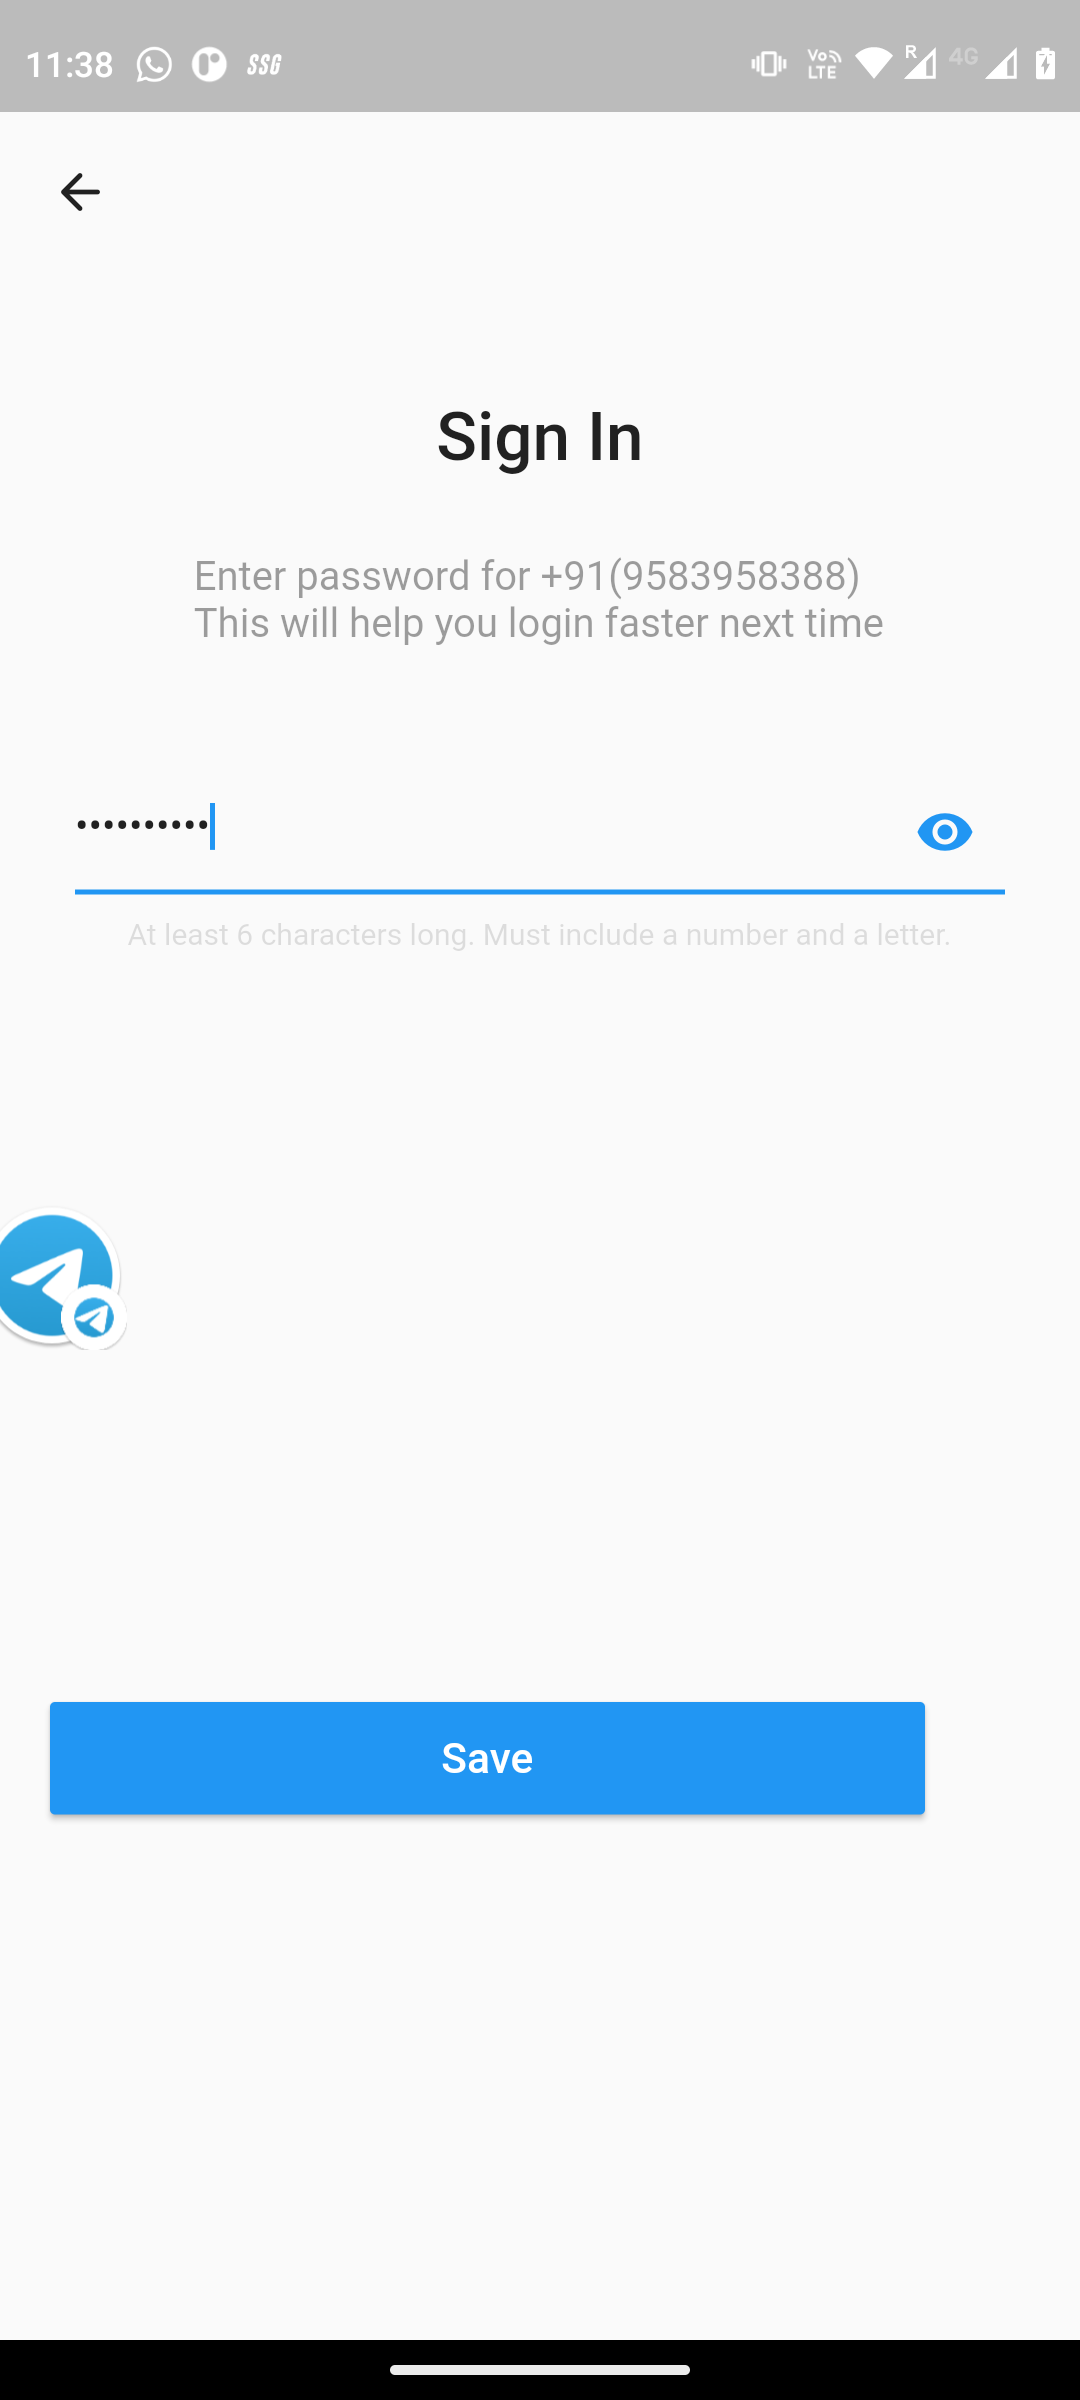 11:38 SSG Vo LTE R 4G
Sign In
Enter password for +91(9583958388)
This will help you login faster next time
••••••••••
At least 6 characters long. Must include a number and a letter.
Save